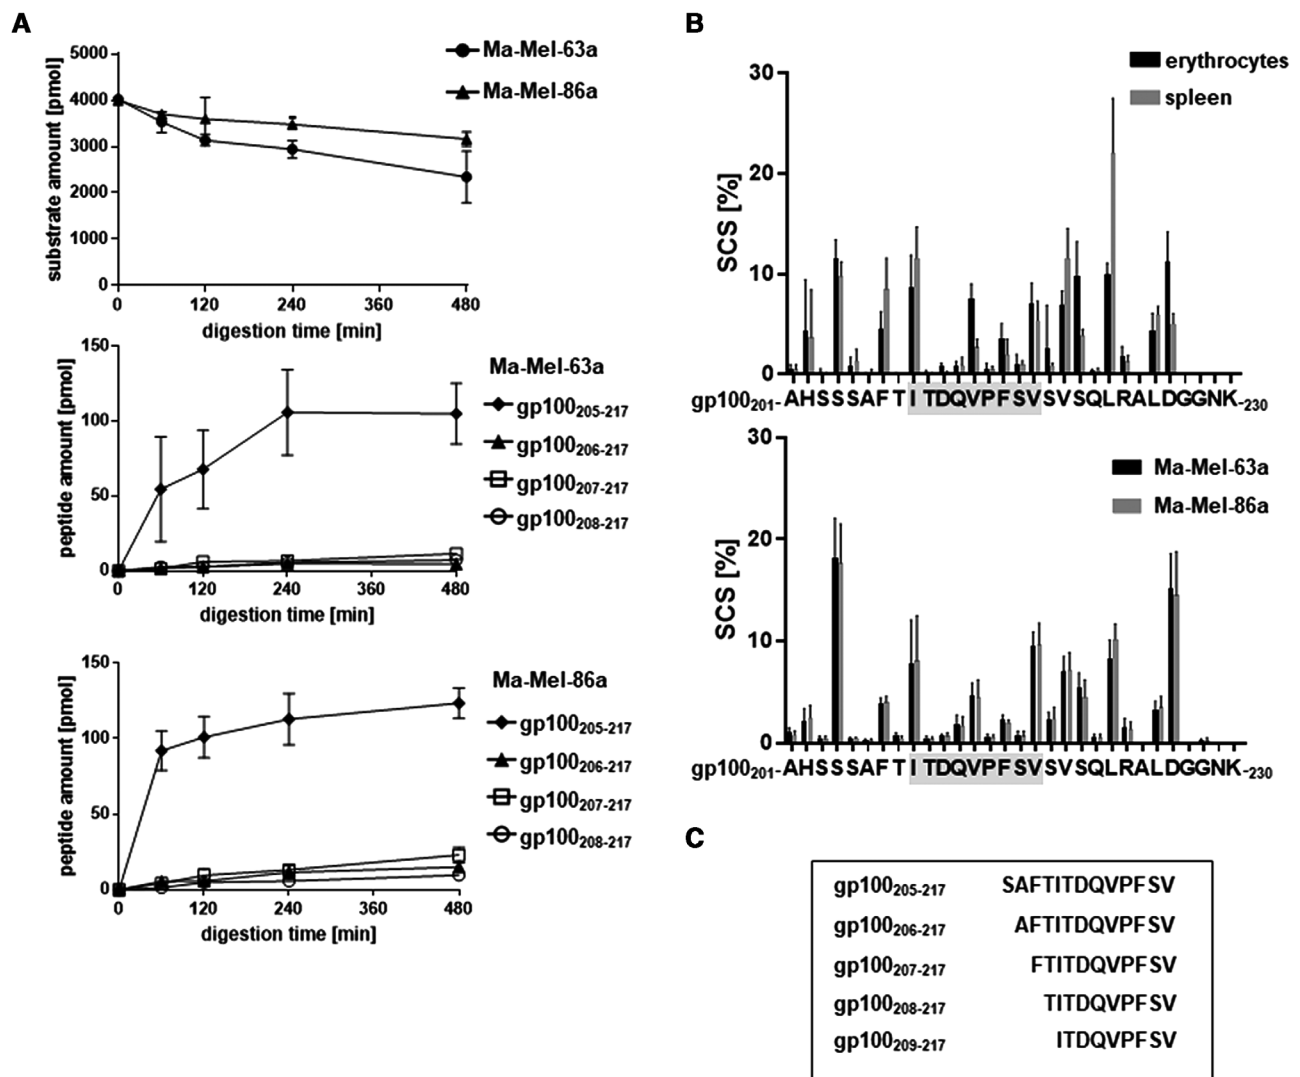 A
5000
4000
3000
2000
1000
0
substrate amount [pmol]
0 120 240 360 480
digestion time [min]
Ma-Mel-63a
Ma-Mel-86a
150
100
50
0
peptide amount [pmol]
0 120 240 360 480
digestion time [min]
Ma-Mel-63a
gp100205-217
gp100206-217
gp100207-217
gp100208-217
150
100
50
0
peptide amount [pmol]
0 120 240 360 480
digestion time [min]
Ma-Mel-86a
gp100205-217
gp100206-217
gp100207-217
gp100208-217
B
30
20
10
0
SCS [%]
erythrocytes
spleen
gp100201-AHSSSAFTITDQVPFSVSVSQLRALDGGNK-230
30
20
10
0
SCS [%]
Ma-Mel-63a
Ma-Mel-86a
gp100201-AHSSSAFTITDQVPFSVSVSQLRALDGGNK-230
C
gp100205-217 SAFTITDQVPFSV
gp100206-217 AFTITDQVPFSV
gp100207-217 FTITDQVPFSV
gp100208-217 TITDQVPFSV
gp100209-217 ITDQVPFSV